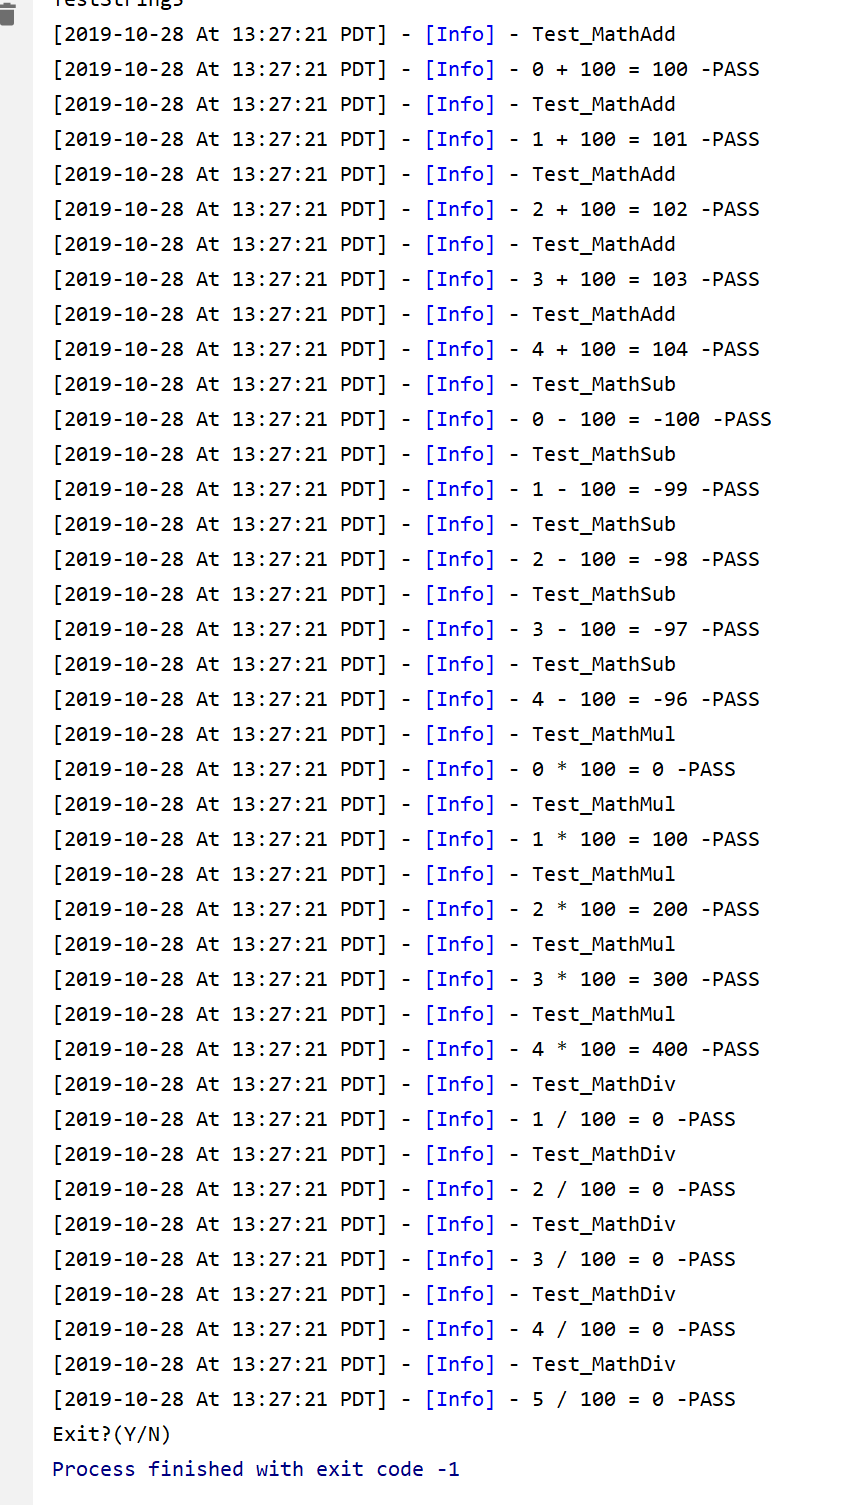 TestString5
[2019-10-28 At 13:27:21 PDT] - [Info] - Test_MathAdd
[2019-10-28 At 13:27:21 PDT] - [Info] - 0 + 100 = 100 -PASS
[2019-10-28 At 13:27:21 PDT] - [Info] - Test_MathAdd
[2019-10-28 At 13:27:21 PDT] - [Info] - 1 + 100 = 101 -PASS
[2019-10-28 At 13:27:21 PDT] - [Info] - Test_MathAdd
[2019-10-28 At 13:27:21 PDT] - [Info] - 2 + 100 = 102 -PASS
[2019-10-28 At 13:27:21 PDT] - [Info] - Test_MathAdd
[2019-10-28 At 13:27:21 PDT] - [Info] - 3 + 100 = 103 -PASS
[2019-10-28 At 13:27:21 PDT] - [Info] - Test_MathAdd
[2019-10-28 At 13:27:21 PDT] - [Info] - 4 + 100 = 104 -PASS
[2019-10-28 At 13:27:21 PDT] - [Info] - Test_MathSub
[2019-10-28 At 13:27:21 PDT] - [Info] - 0 - 100 = -100 -PASS
[2019-10-28 At 13:27:21 PDT] - [Info] - Test_MathSub
[2019-10-28 At 13:27:21 PDT] - [Info] - 1 - 100 = -99 -PASS
[2019-10-28 At 13:27:21 PDT] - [Info] - Test_MathSub
[2019-10-28 At 13:27:21 PDT] - [Info] - 2 - 100 = -98 -PASS
[2019-10-28 At 13:27:21 PDT] - [Info] - Test_MathSub
[2019-10-28 At 13:27:21 PDT] - [Info] - 3 - 100 = -97 -PASS
[2019-10-28 At 13:27:21 PDT] - [Info] - Test_MathSub
[2019-10-28 At 13:27:21 PDT] - [Info] - 4 - 100 = -96 -PASS
[2019-10-28 At 13:27:21 PDT] - [Info] - Test_MathMul
[2019-10-28 At 13:27:21 PDT] - [Info] - 0 * 100 = 0 -PASS
[2019-10-28 At 13:27:21 PDT] - [Info] - Test_MathMul
[2019-10-28 At 13:27:21 PDT] - [Info] - 1 * 100 = 100 -PASS
[2019-10-28 At 13:27:21 PDT] - [Info] - Test_MathMul
[2019-10-28 At 13:27:21 PDT] - [Info] - 2 * 100 = 200 -PASS
[2019-10-28 At 13:27:21 PDT] - [Info] - Test_MathMul
[2019-10-28 At 13:27:21 PDT] - [Info] - 3 * 100 = 300 -PASS
[2019-10-28 At 13:27:21 PDT] - [Info] - Test_MathMul
[2019-10-28 At 13:27:21 PDT] - [Info] - 4 * 100 = 400 -PASS
[2019-10-28 At 13:27:21 PDT] - [Info] - Test_MathDiv
[2019-10-28 At 13:27:21 PDT] - [Info] - 1 / 100 = 0 -PASS
[2019-10-28 At 13:27:21 PDT] - [Info] - Test_MathDiv
[2019-10-28 At 13:27:21 PDT] - [Info] - 2 / 100 = 0 -PASS
[2019-10-28 At 13:27:21 PDT] - [Info] - Test_MathDiv
[2019-10-28 At 13:27:21 PDT] - [Info] - 3 / 100 = 0 -PASS
[2019-10-28 At 13:27:21 PDT] - [Info] - Test_MathDiv
[2019-10-28 At 13:27:21 PDT] - [Info] - 4 / 100 = 0 -PASS
[2019-10-28 At 13:27:21 PDT] - [Info] - Test_MathDiv
[2019-10-28 At 13:27:21 PDT] - [Info] - 5 / 100 = 0 -PASS
Exit?(Y/N)
Process finished with exit code -1